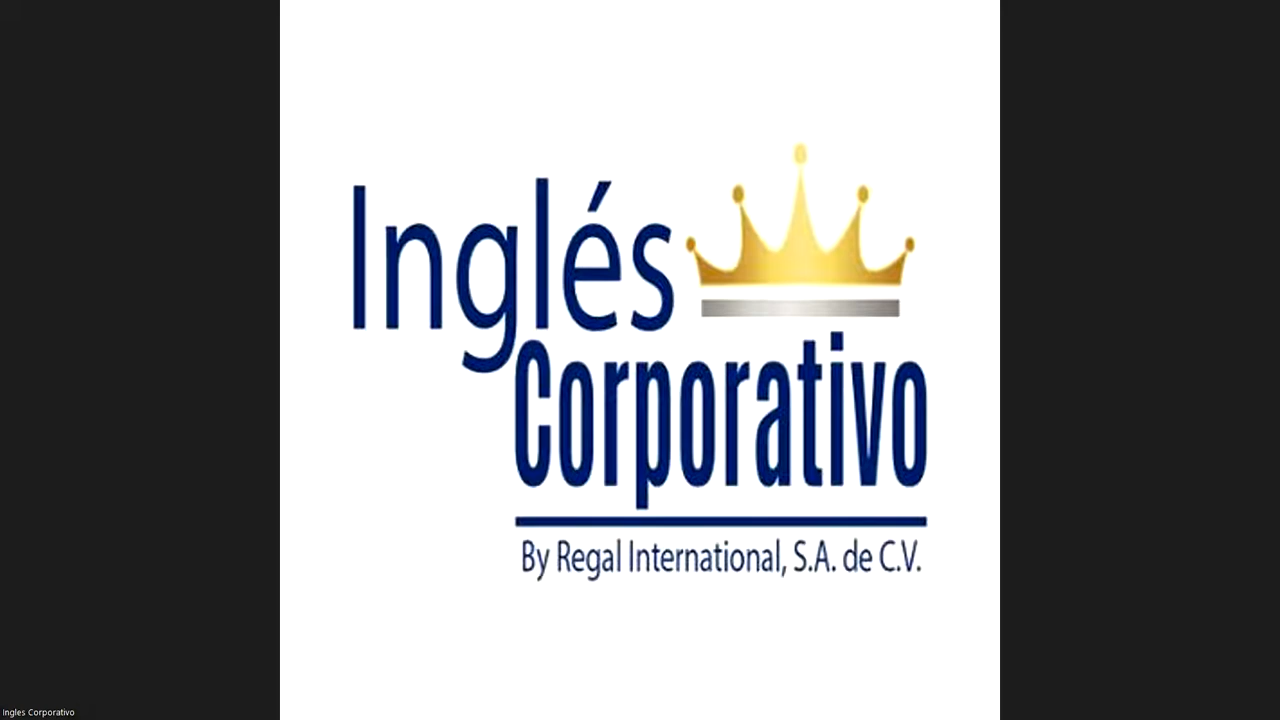 Inglés
Corporativo
By Regal International, S.A. de C.V.
Ingles Corporativo